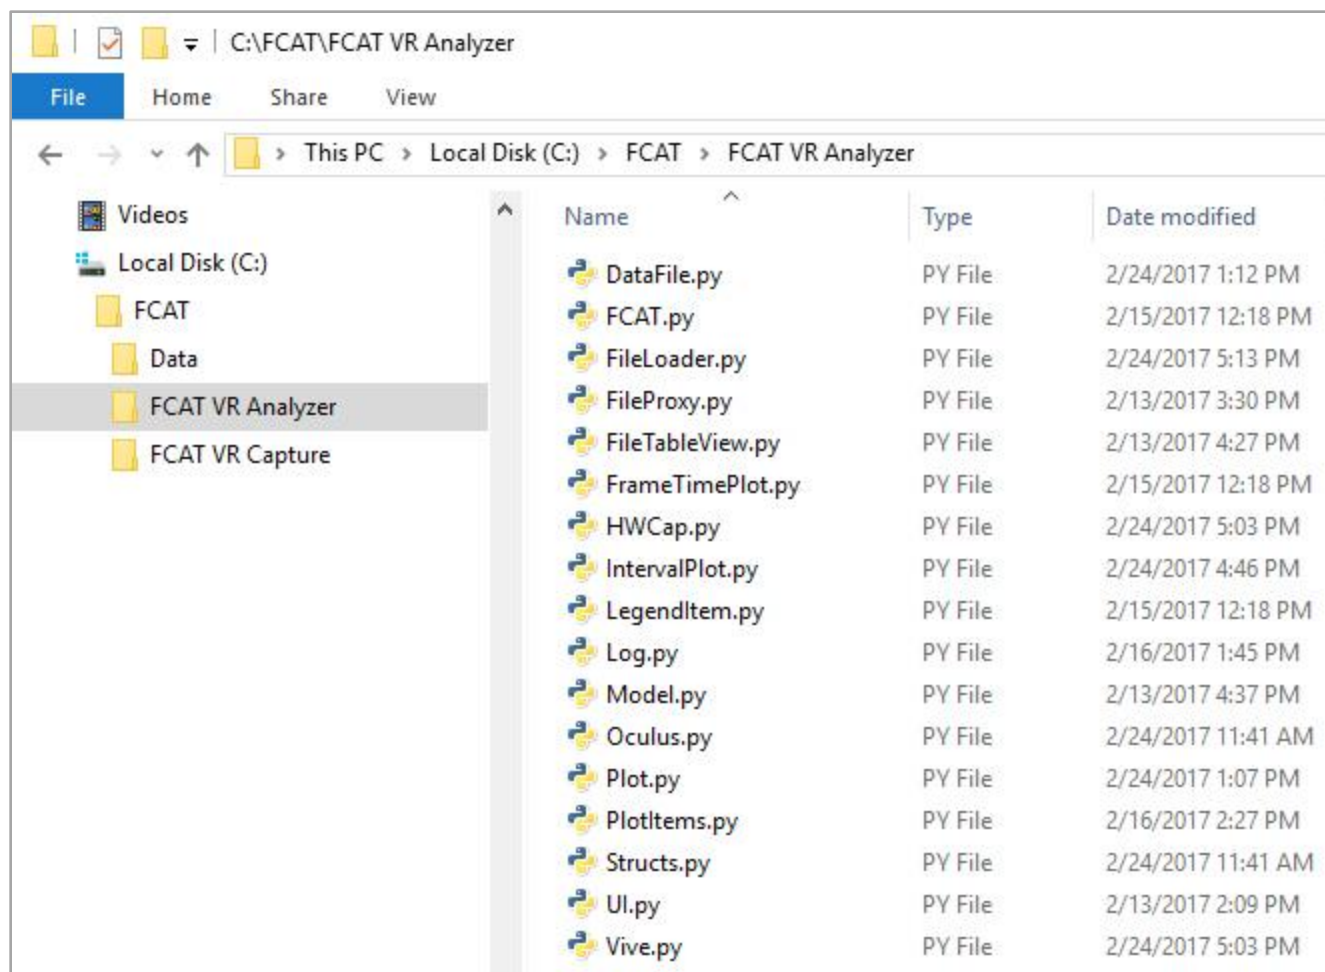 C:\FCAT\FCAT VR Analyzer
File Home Share View
This PC > Local Disk (C:) > FCAT > FCAT VR Analyzer
Videos
Local Disk (C:)
FCAT
Data
FCAT VR Analyzer
FCAT VR Capture
Name Type Date modified
DataFile.py PY File 2/24/2017 1:12 PM
FCAT.py PY File 2/15/2017 12:18 PM
FileLoader.py PY File 2/24/2017 5:13 PM
FileProxy.py PY File 2/13/2017 3:30 PM
FileTableView.py PY File 2/13/2017 4:27 PM
FrameTimePlot.py PY File 2/15/2017 12:18 PM
HWCap.py PY File 2/24/2017 5:03 PM
IntervalPlot.py PY File 2/24/2017 4:46 PM
LegendItem.py PY File 2/15/2017 12:18 PM
Log.py PY File 2/16/2017 1:45 PM
Model.py PY File 2/13/2017 4:37 PM
Oculus.py PY File 2/24/2017 11:41 AM
Plot.py PY File 2/24/2017 1:07 PM
PlotItems.py PY File 2/16/2017 2:27 PM
Structs.py PY File 2/24/2017 11:41 AM
UI.py PY File 2/13/2017 2:09 PM
Vive.py PY File 2/24/2017 5:03 PM